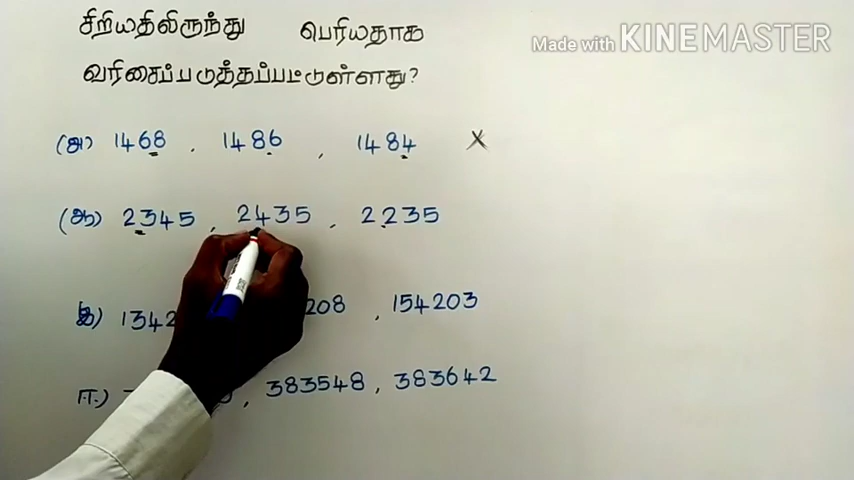 சிறியதிலிருந்து பெரியதாக
Made with KINEMASTER
வரிசைப்படுத்தப்பட்டுள்ளது?
(அ) 1468 , 1486 , 1484 X
(ஆ) 2345 , 2435 , 2235
இ) 1342 208 , 154203
ஈ) , 383548 , 383642